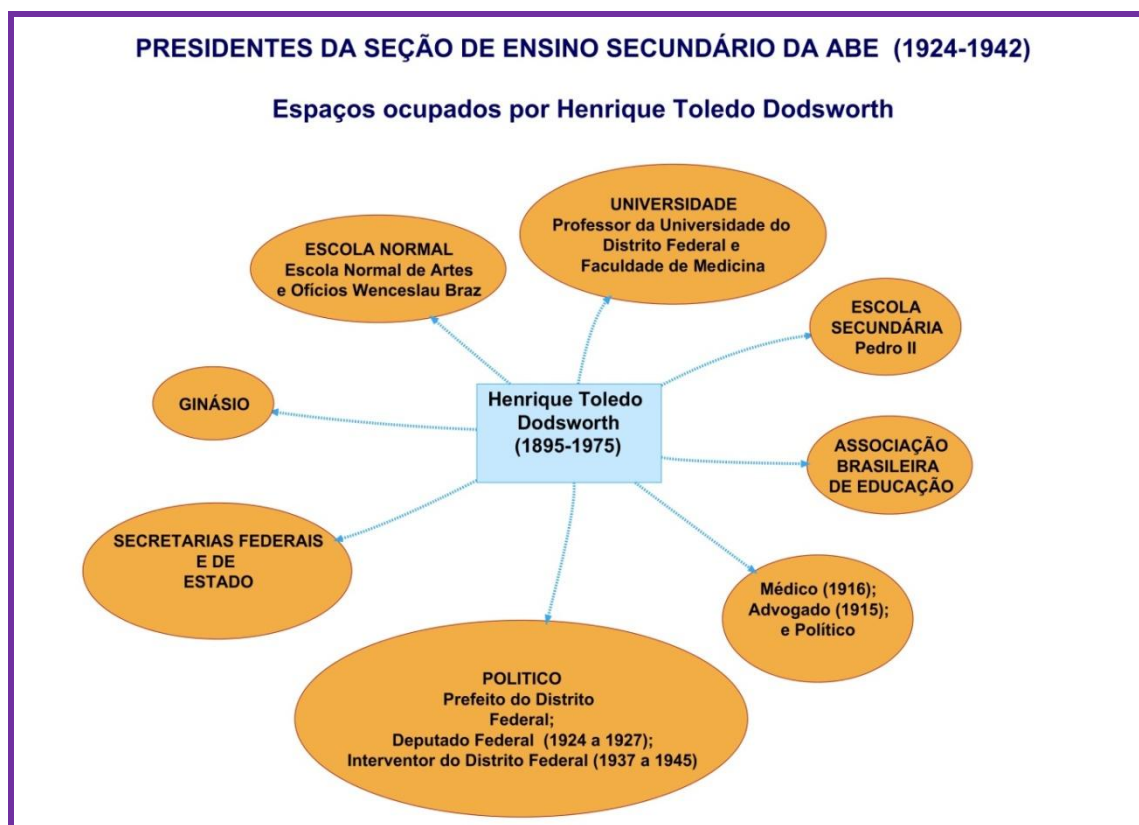 PRESIDENTES DA SEÇÃO DE ENSINO SECUNDÁRIO DA ABE (1924-1942)
Espaços ocupados por Henrique Toledo Dodsworth
UNIVERSIDADE
Professor da Universidade do
Distrito Federal e
Faculdade de Medicina
ESCOLA NORMAL
Escola Normal de Artes
e Ofícios Wenceslau Braz
ESCOLA
SECUNDÁRIA
Pedro II
GINÁSIO
Henrique Toledo
Dodsworth
(1895-1975)
ASSOCIAÇÃO
BRASILEIRA
DE EDUCAÇÃO
SECRETARIAS FEDERAIS
E DE
ESTADO
Médico (1916);
Advogado (1915);
e Político
POLITICO
Prefeito do Distrito
Federal;
Deputado Federal (1924 a 1927);
Interventor do Distrito Federal (1937 a 1945)